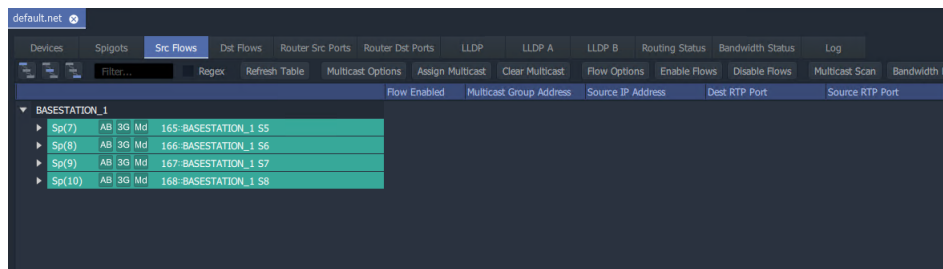 default.net
Devices Spigots Src Flows Dst Flows Router Src Ports Router Dst Ports LLDP LLDP A LLDP B Routing Status Bandwidth Status Log
Filter... Regex Refresh Table Multicast Options Assign Multicast Clear Multicast Flow Options Enable Flows Disable Flows Multicast Scan Bandwidth
Flow Enabled Multicast Group Address Source IP Address Dest RTP Port Source RTP Port
BASESTATION_1
Sp(7) AB 3G Md 165::BASESTATION_1 S5
Sp(8) AB 3G Md 166::BASESTATION_1 S6
Sp(9) AB 3G Md 167::BASESTATION_1 S7
Sp(10) AB 3G Md 168::BASESTATION_1 S8